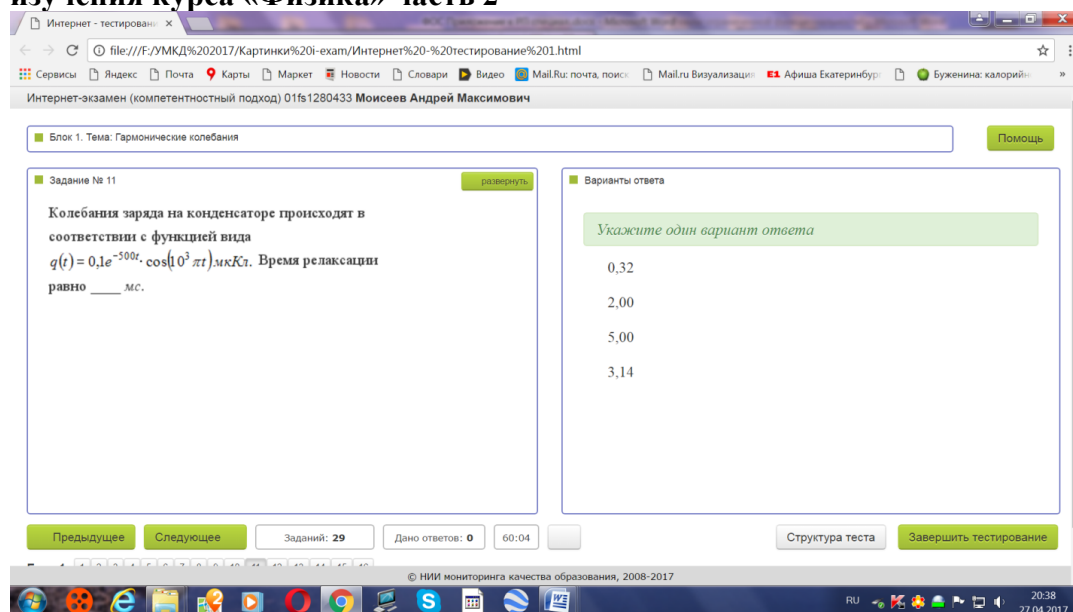 изучения курса «Физика» часть 2
Интернет - тестировани
file:///F:/УМКД%202017/Картинки%20i-exam/Интернет%20-%20тестирование%201.html
Сервисы Яндекс Почта Карты Маркет Новости Словари Видео Mail.Ru: почта, поиск Mail.ru Визуализация Е1 Афиша Екатеринбур Буженина: калорийн »
Интернет-экзамен (компетентностный подход) 01fs1280433 Моисеев Андрей Максимович
Блок 1. Тема: Гармонические колебания
Помощь
Задание № 11
развернуть
Колебания заряда на конденсаторе происходят в
соответствии с функцией вида
q(t) = 0,1e^{-500t}· cos(10^3 πt) мкКл. Время релаксации
равно ____ мс.
Варианты ответа
Укажите один вариант ответа
0,32
2,00
5,00
3,14
Предыдущее Следующее Заданий: 29 Дано ответов: 0 60:04 Структура теста Завершить тестирование
© НИИ мониторинга качества образования, 2008-2017
RU 20:38
27.04.2017